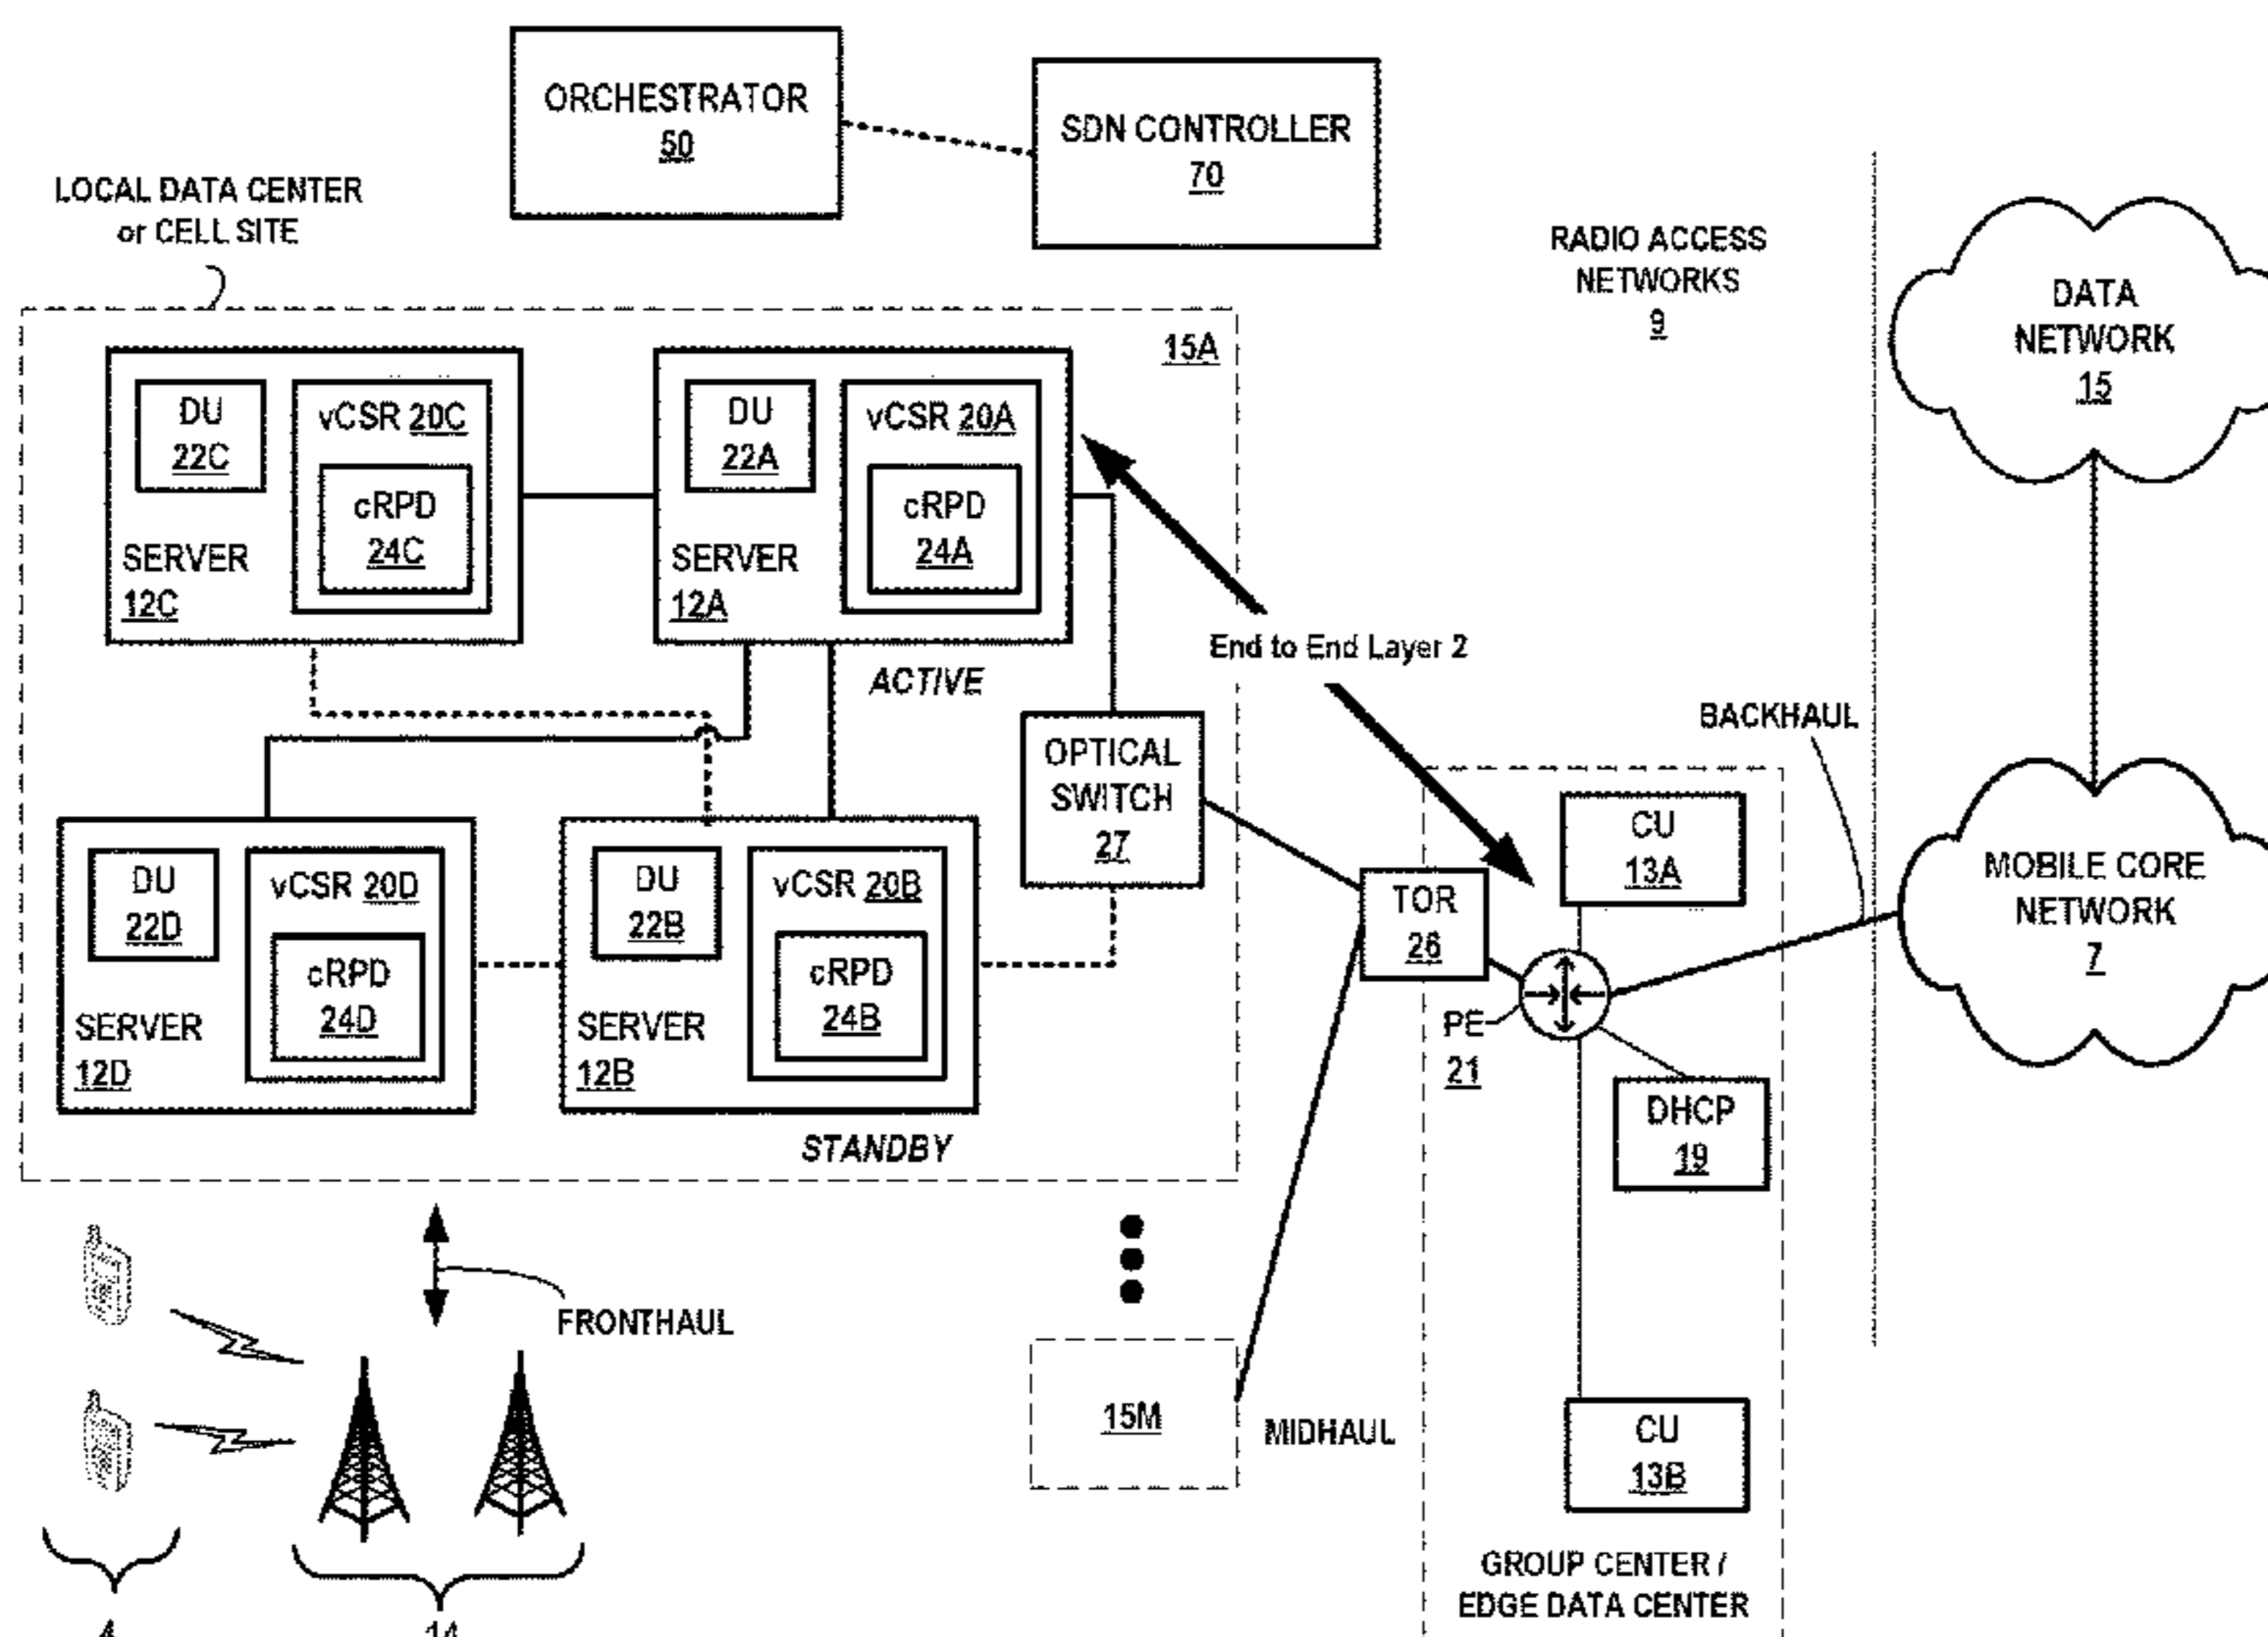 ORCHESTRATOR
50
SDN CONTROLLER
70
LOCAL DATA CENTER
or CELL SITE
RADIO ACCESS
NETWORKS
9
DATA
NETWORK
15
15A
DU
22C
vCSR 20C
cRPD
24C
SERVER
12C
DU
22A
vCSR 20A
cRPD
24A
SERVER
12A
ACTIVE
End to End Layer 2
BACKHAUL
OPTICAL
SWITCH
27
CU
13A
MOBILE CORE
NETWORK
7
DU
22D
vCSR 20D
cRPD
24D
SERVER
12D
DU
22B
vCSR 20B
cRPD
24B
SERVER
12B
STANDBY
TOR
26
PE
21
DHCP
19
FRONTHAUL
15M
MIDHAUL
CU
13B
GROUP CENTER /
EDGE DATA CENTER
4
14